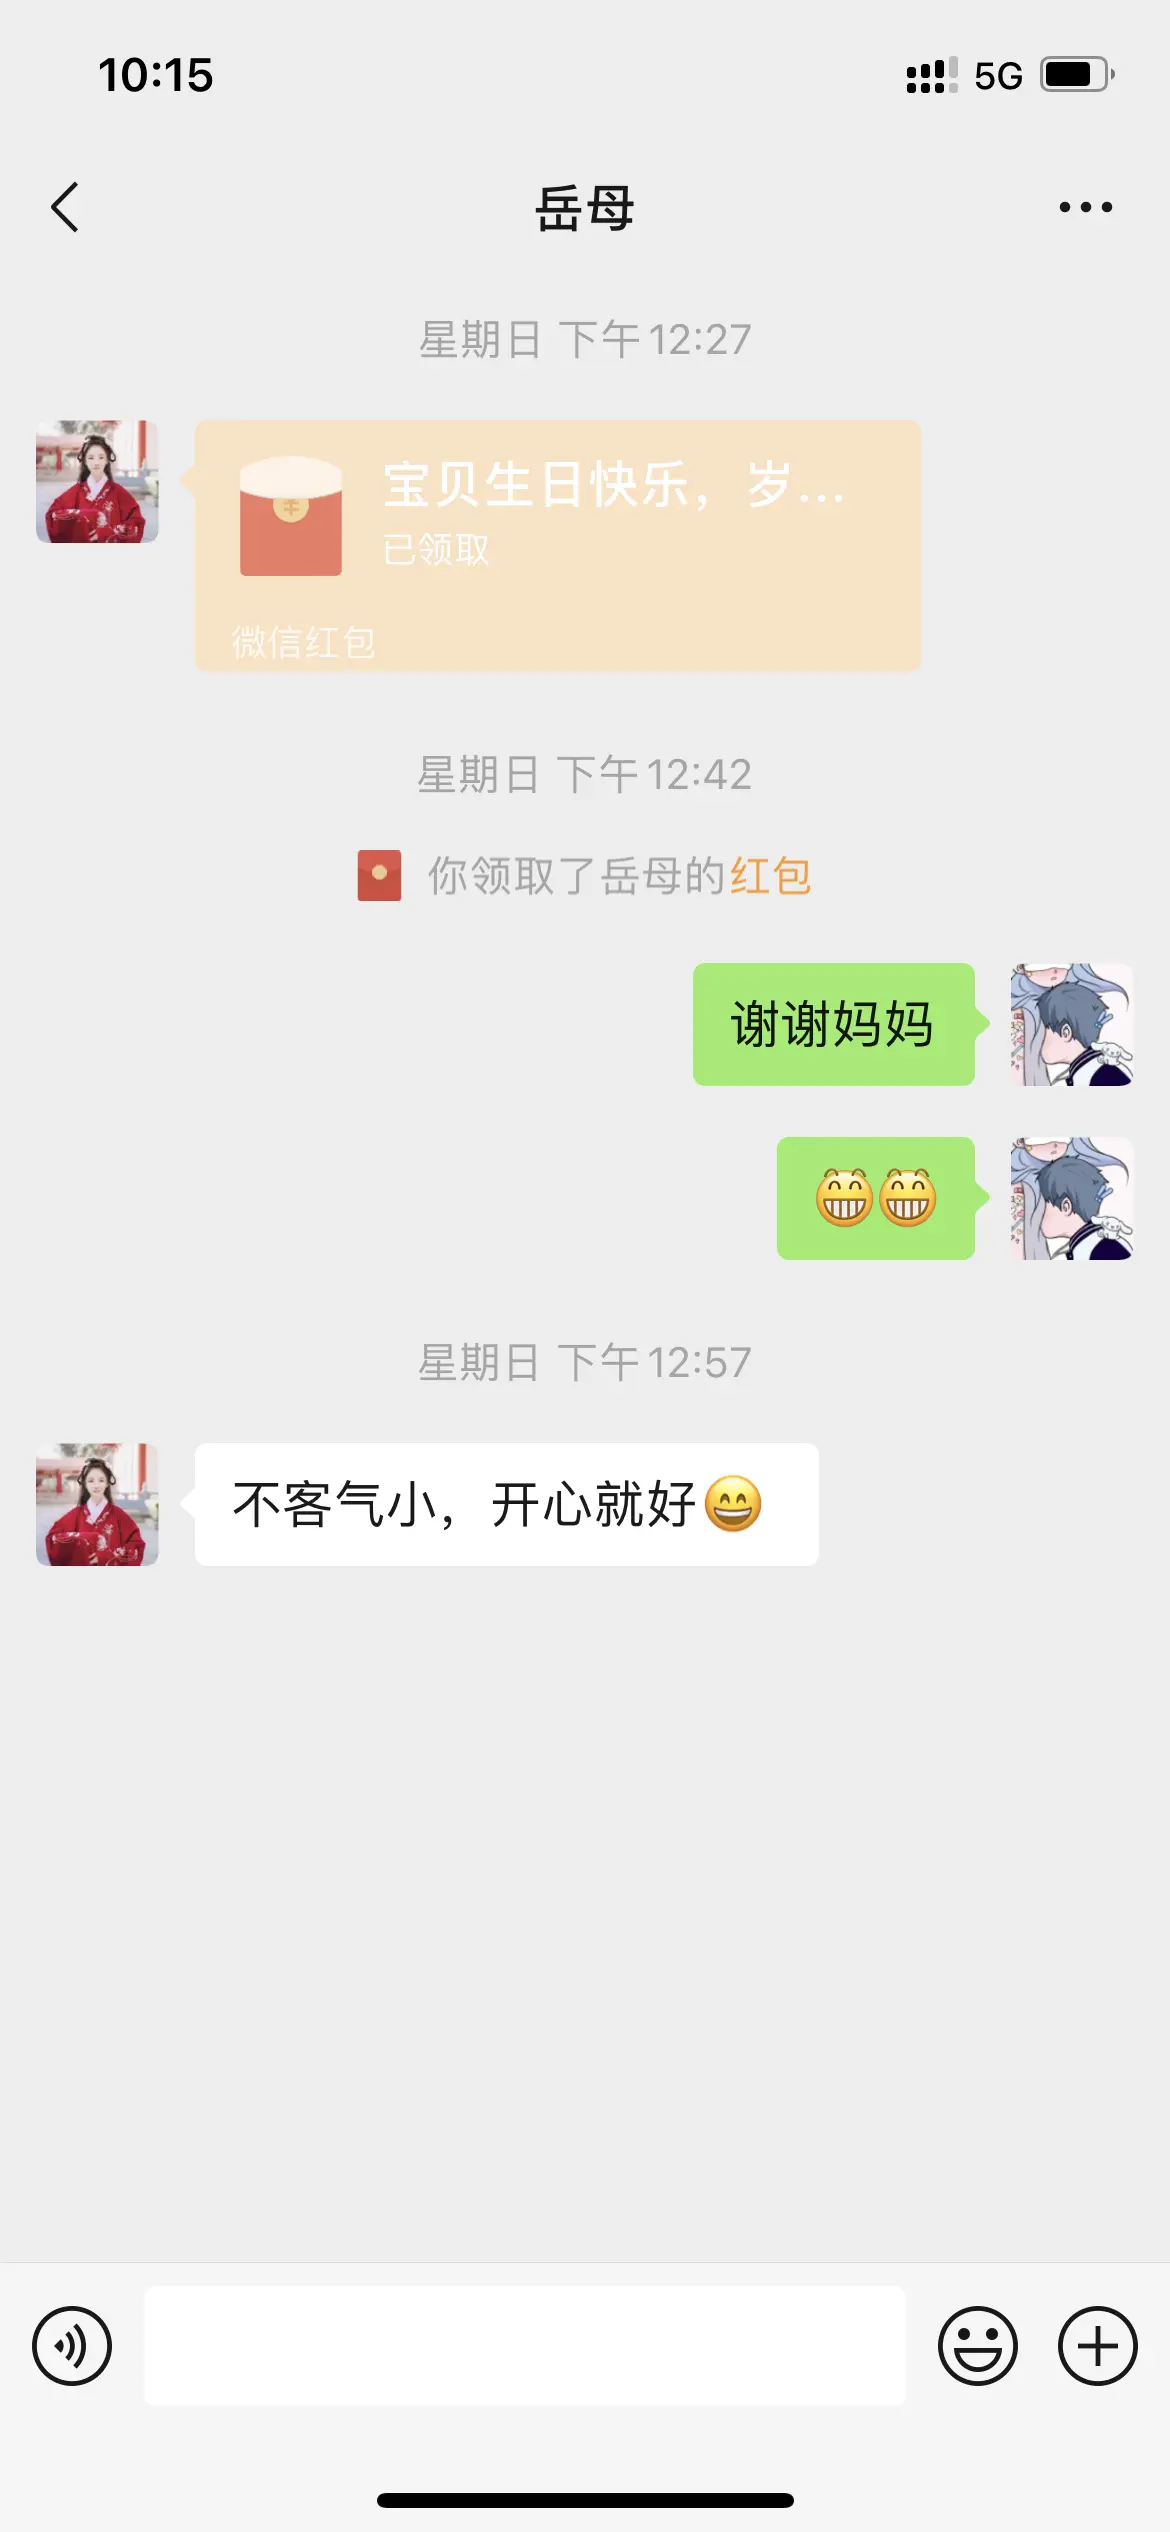 10:15
5G
岳母
星期日 下午12:27
宝贝生日快乐，岁...
已领取
微信红包
星期日 下午12:42
你领取了岳母的红包
谢谢妈妈
😁😁
星期日 下午12:57
不客气小，开心就好😄